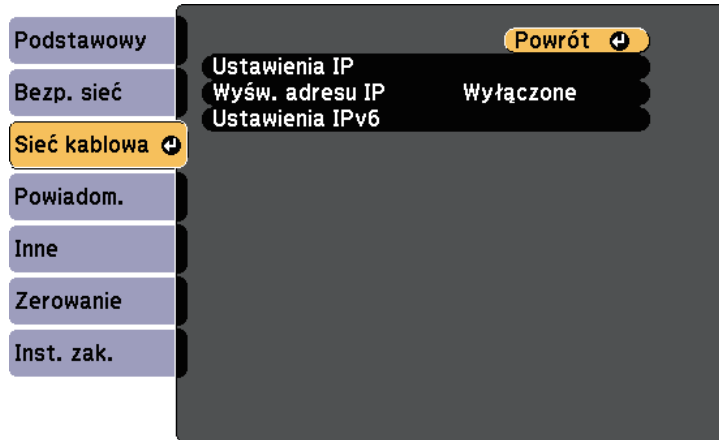 Podstawowy
Bezp. sieć
Sieć kablowa
Powiadom.
Inne
Zerowanie
Inst. zak.
Powrót
Ustawienia IP
Wyśw. adresu IP Wyłączone
Ustawienia IPv6